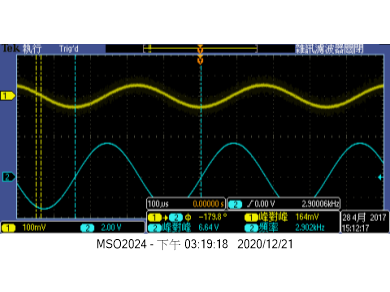 Tek 執行 Trig'd 雜訊濾波器關閉
1
2
100µs 0.00000 s 2 ∫ 0.00 V 2.90006kHz
1 → 2 Φ -179.8 ° 1 峰對峰 164mV 28 4月 2017
2 峰對峰 6.64 V 2 頻率 2.902kHz 15:12:17
1 100mV 2 2.00 V
MSO2024 - 下午 03:19:18 2020/12/21